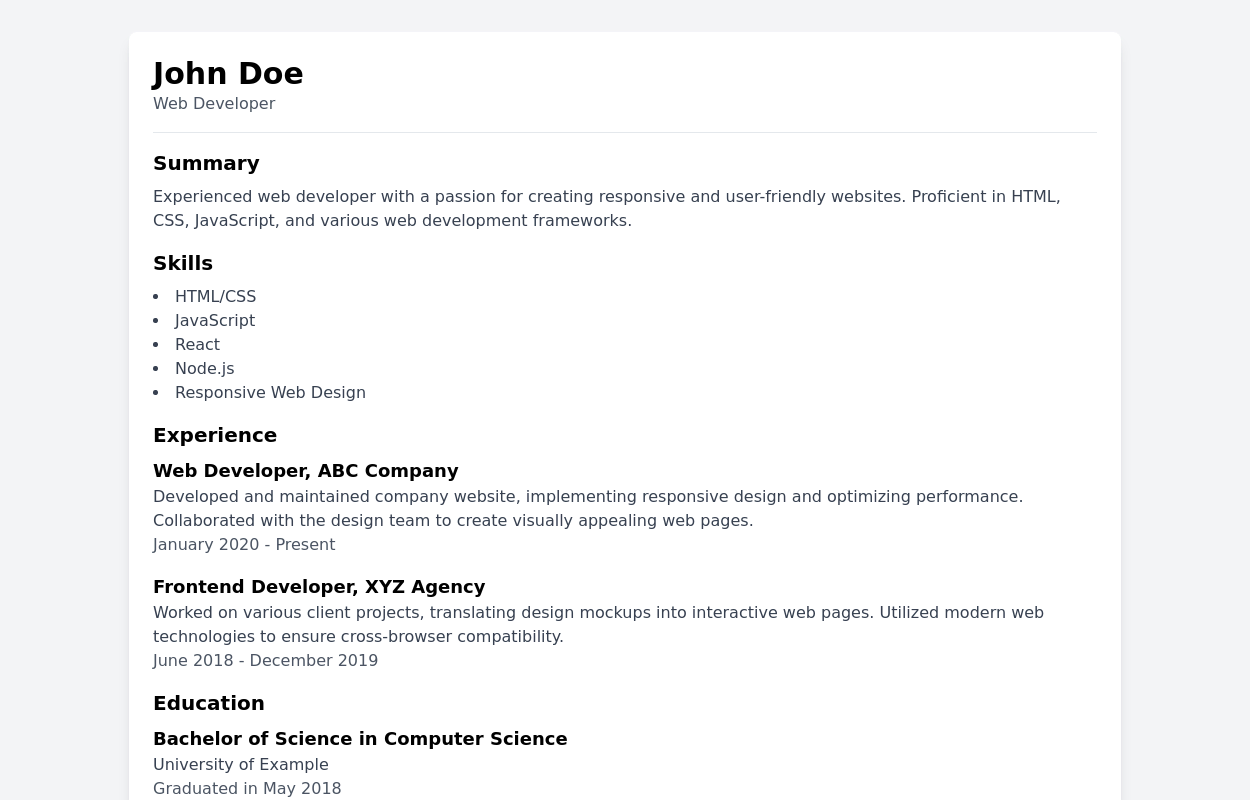 John Doe
Web Developer
Summary
Experienced web developer with a passion for creating responsive and user-friendly websites. Proficient in HTML,
CSS, JavaScript, and various web development frameworks.
Skills
• HTML/CSS
• JavaScript
• React
• Node.js
• Responsive Web Design
Experience
Web Developer, ABC Company
Developed and maintained company website, implementing responsive design and optimizing performance.
Collaborated with the design team to create visually appealing web pages.
January 2020 - Present
Frontend Developer, XYZ Agency
Worked on various client projects, translating design mockups into interactive web pages. Utilized modern web
technologies to ensure cross-browser compatibility.
June 2018 - December 2019
Education
Bachelor of Science in Computer Science
University of Example
Graduated in May 2018